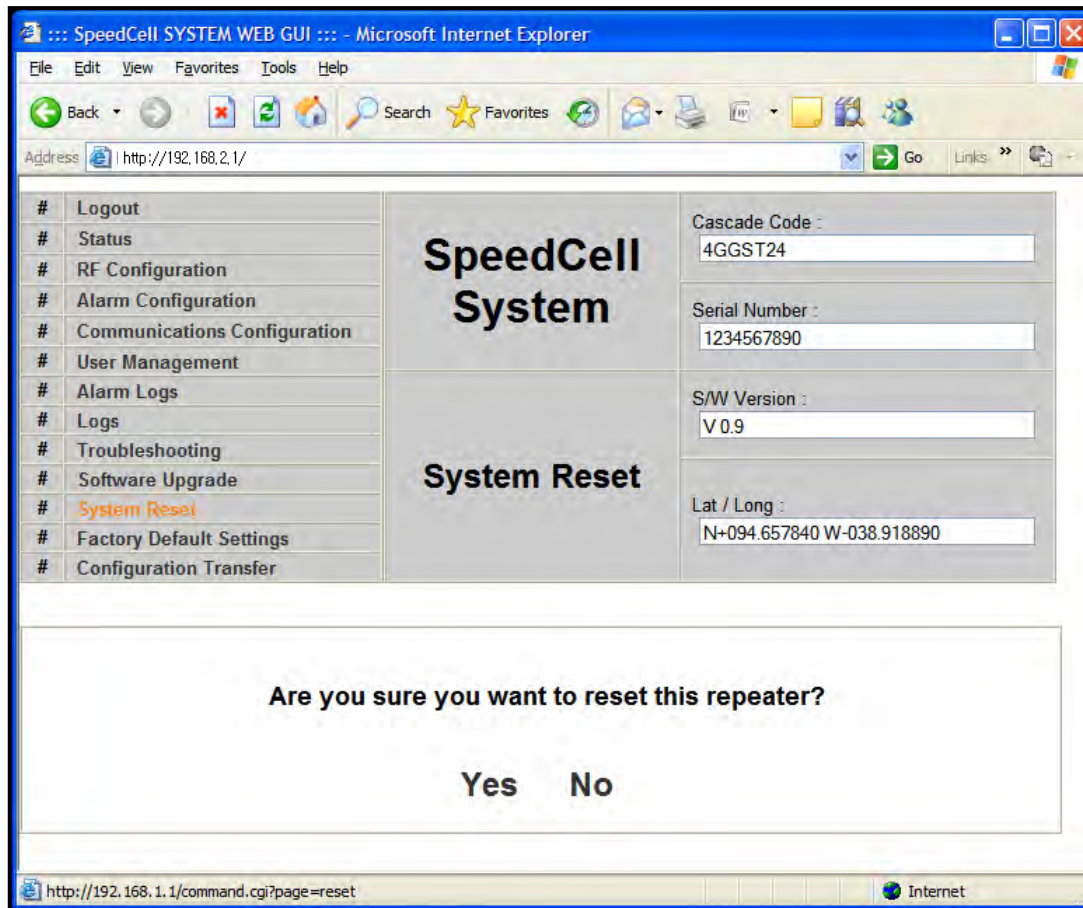 ::: SpeedCell SYSTEM WEB GUI ::: - Microsoft Internet Explorer
File Edit View Favorites Tools Help
Back Search Favorites
Address http://192.168.2.1/ Go Links »
# Logout
# Status
# RF Configuration
# Alarm Configuration
# Communications Configuration
# User Management
# Alarm Logs
# Logs
# Troubleshooting
# Software Upgrade
# System Reset
# Factory Default Settings
# Configuration Transfer
SpeedCell
System
System Reset
Cascade Code :
4GGST24
Serial Number :
1234567890
S/W Version :
V 0.9
Lat / Long :
N+094.657840 W-038.918890
Are you sure you want to reset this repeater?
Yes No
http://192.168.1.1/command.cgi?page=reset Internet